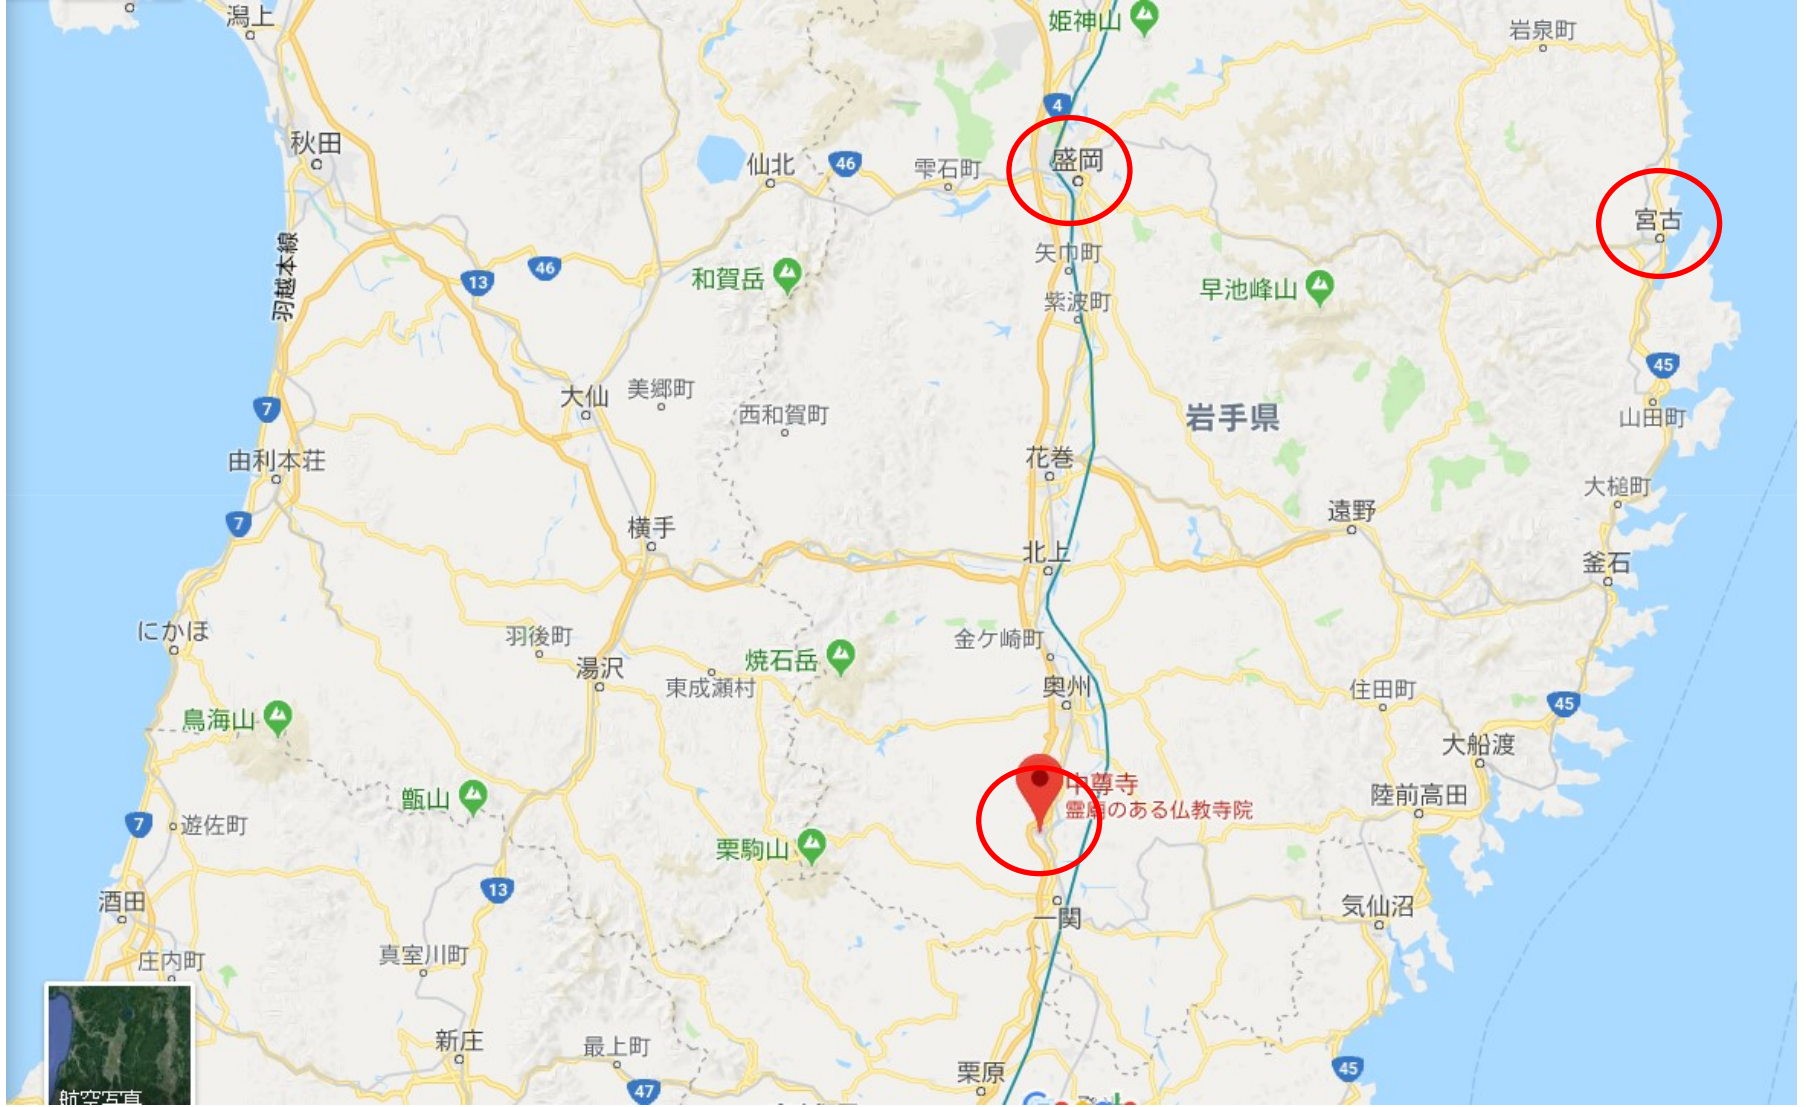 潟上
姫神山
岩泉町
4
秋田
仙北
46
雫石町
盛岡
宮古
羽越本線
13
46
和賀岳
矢巾町
紫波町
早池峰山
45
7
大仙
美郷町
西和賀町
岩手県
山田町
由利本荘
花巻
大槌町
7
横手
北上
遠野
釜石
にかほ
羽後町
湯沢
東成瀬村
焼石岳
金ケ崎町
奥州
住田町
45
鳥海山
大船渡
甑山
中尊寺
霊廟のある仏教寺院
陸前高田
7
遊佐町
栗駒山
13
酒田
一関
気仙沼
庄内町
真室川町
新庄
最上町
栗原
47
45
航空写真
Google